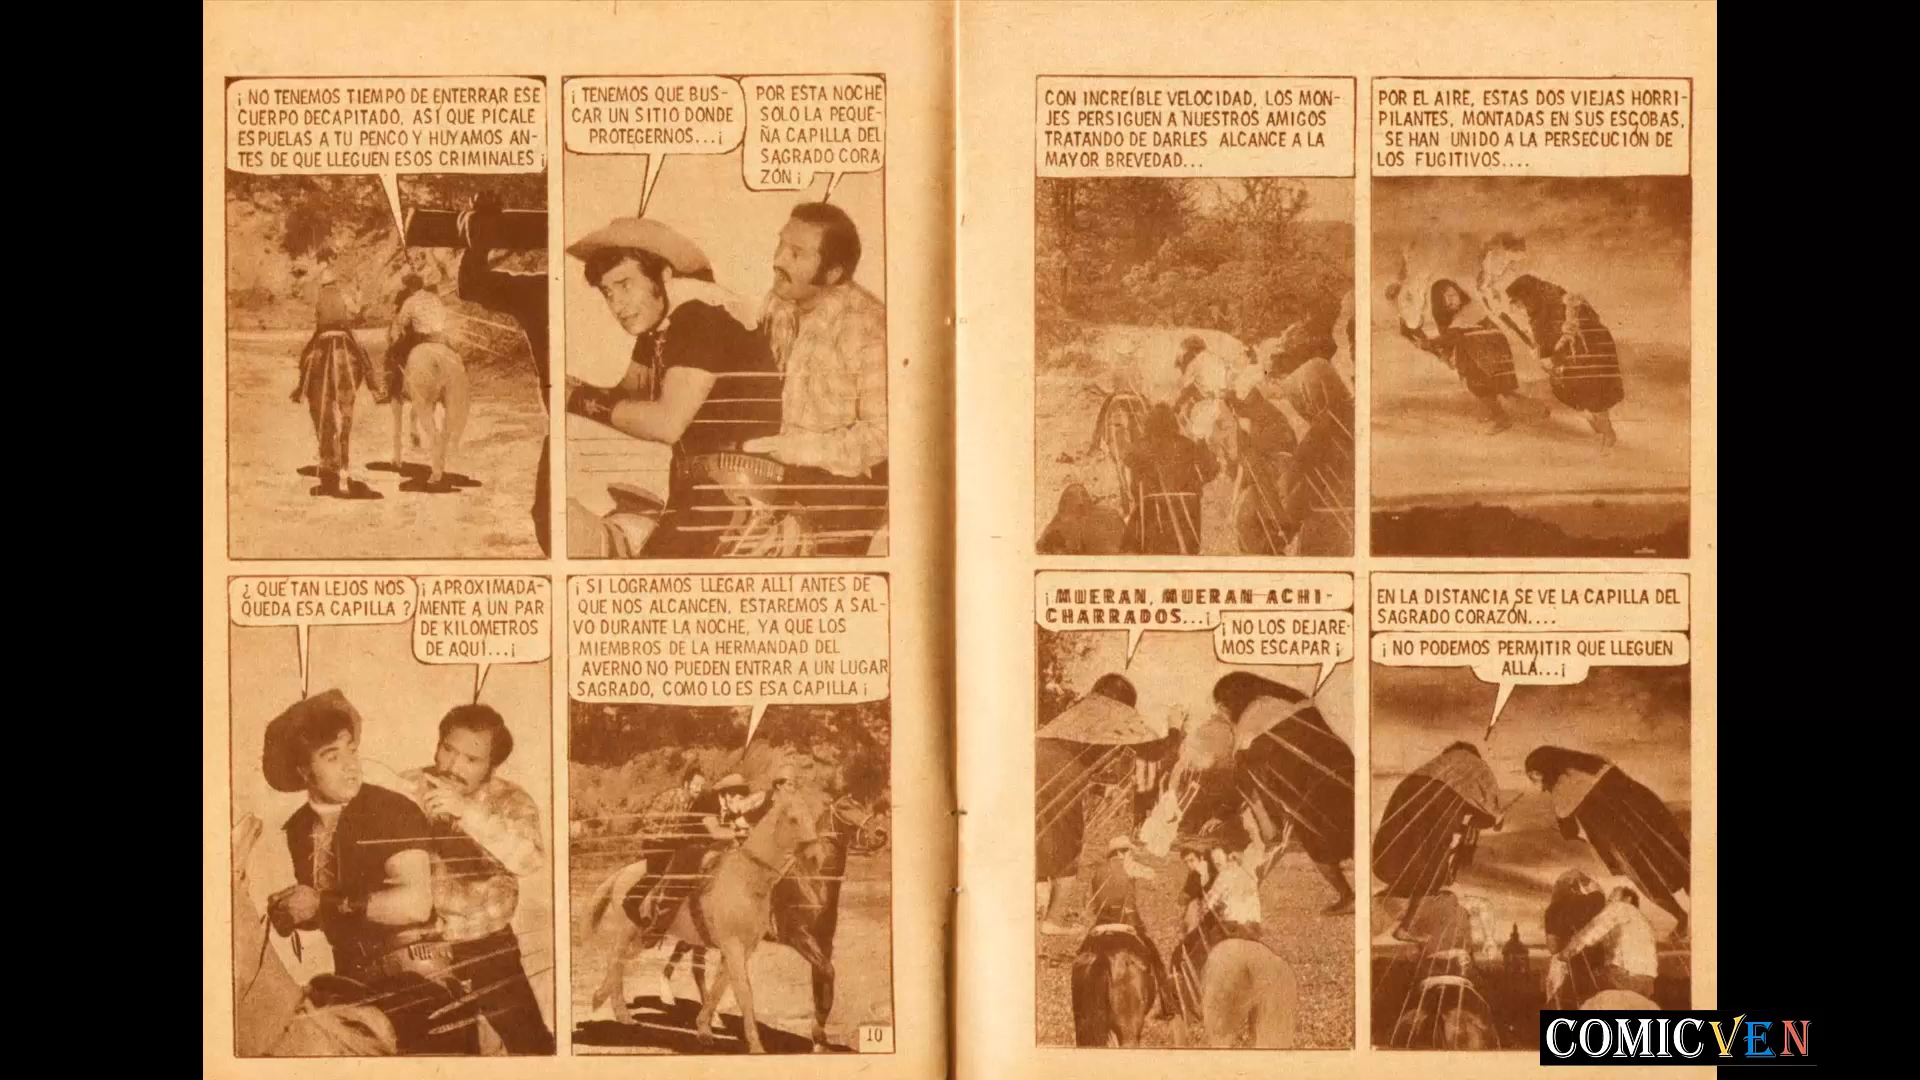 ¡ NO TENEMOS TIEMPO DE ENTERRAR ESE
CUERPO DECAPITADO, ASÍ QUE PICALE
ESPUELAS A TU PENCO Y HUYAMOS AN-
TES DE QUE LLEGUEN ESOS CRIMINALES ¡
¡ TENEMOS QUE BUS-
CAR UN SITIO DONDE
PROTEGERNOS...¡
POR ESTA NOCHE
SOLO LA PEQUE-
ÑA CAPILLA DEL
SAGRADO CORA
ZÓN ¡
¿ QUÉ TAN LEJOS NOS
QUEDA ESA CAPILLA ?
¡ APROXIMADA-
MENTE A UN PAR
DE KILOMETROS
DE AQUÍ...¡
¡ SI LOGRAMOS LLEGAR ALLÍ ANTES DE
QUE NOS ALCANCEN, ESTAREMOS A SAL-
VO DURANTE LA NOCHE, YA QUE LOS
MIEMBROS DE LA HERMANDAD DEL
AVERNO NO PUEDEN ENTRAR A UN LUGAR
SAGRADO, COMO LO ES ESA CAPILLA ¡
10
CON INCREÍBLE VELOCIDAD, LOS MON-
JES PERSIGUEN A NUESTROS AMIGOS
TRATANDO DE DARLES ALCANCE A LA
MAYOR BREVEDAD...
POR EL AIRE, ESTAS DOS VIEJAS HORRI-
PILANTES, MONTADAS EN SUS ESCOBAS,
SE HAN UNIDO A LA PERSECUCIÓN DE
LOS FUGITIVOS....
¡ MUERAN, MUERAN ACHI-
CHARRADOS...¡
¡ NO LOS DEJARE-
MOS ESCAPAR ¡
EN LA DISTANCIA SE VE LA CAPILLA DEL
SAGRADO CORAZÓN....
¡ NO PODEMOS PERMITIR QUE LLEGUEN
ALLÁ...¡
COMICVEN